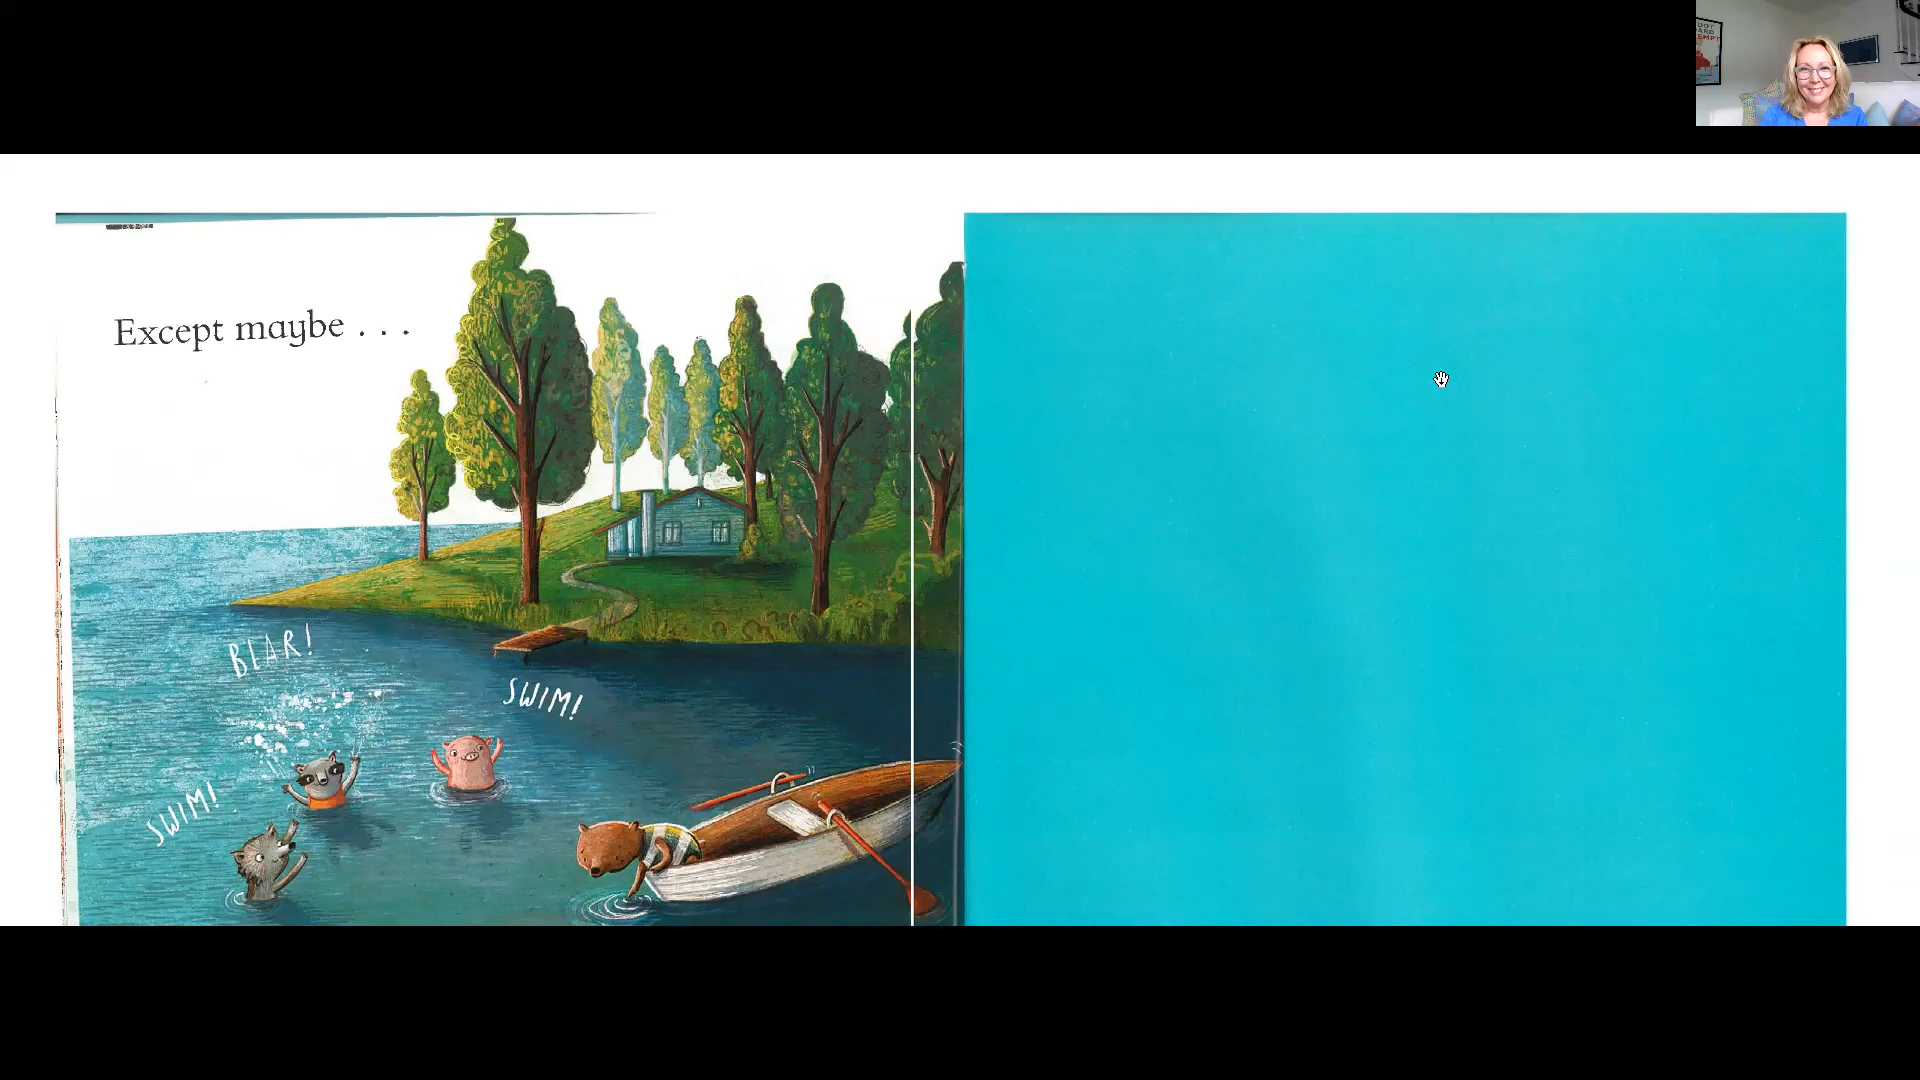 Except maybe . . .
BEAR!
SWIM!
SWIM!